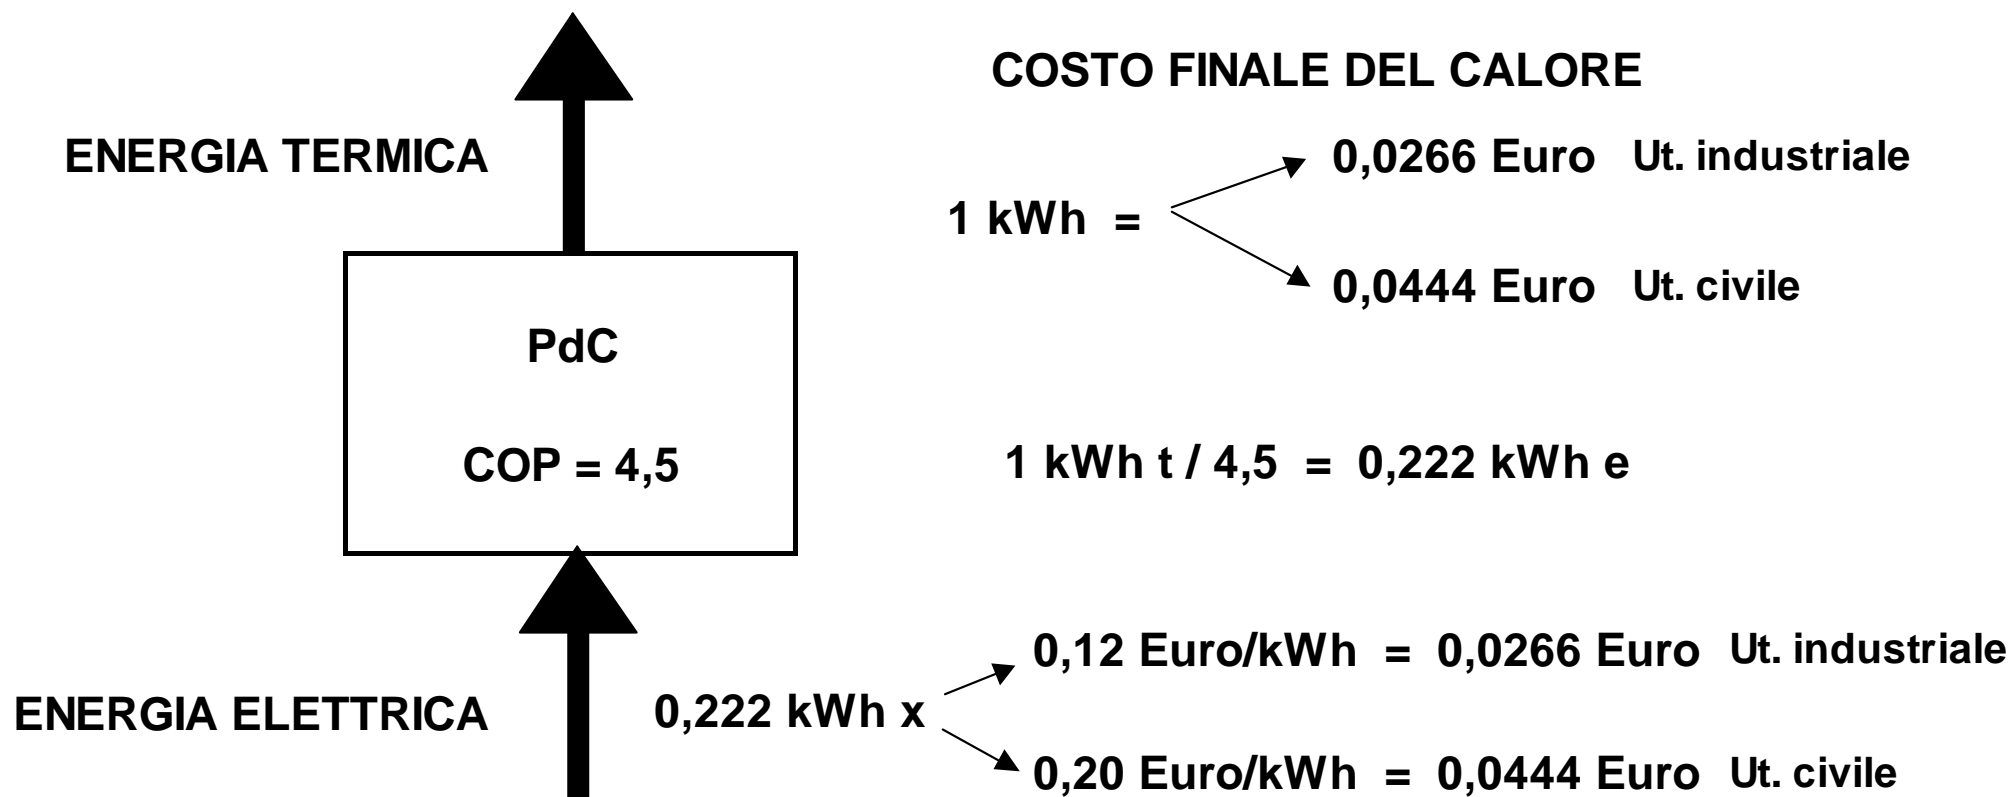 COSTO FINALE DEL CALORE
ENERGIA TERMICA
0,0266 Euro Ut. industriale
1 kWh =
0,0444 Euro Ut. civile
PdC
COP = 4,5
1 kWh t / 4,5 = 0,222 kWh e
0,12 Euro/kWh = 0,0266 Euro Ut. industriale
ENERGIA ELETTRICA
0,222 kWh x
0,20 Euro/kWh = 0,0444 Euro Ut. civile